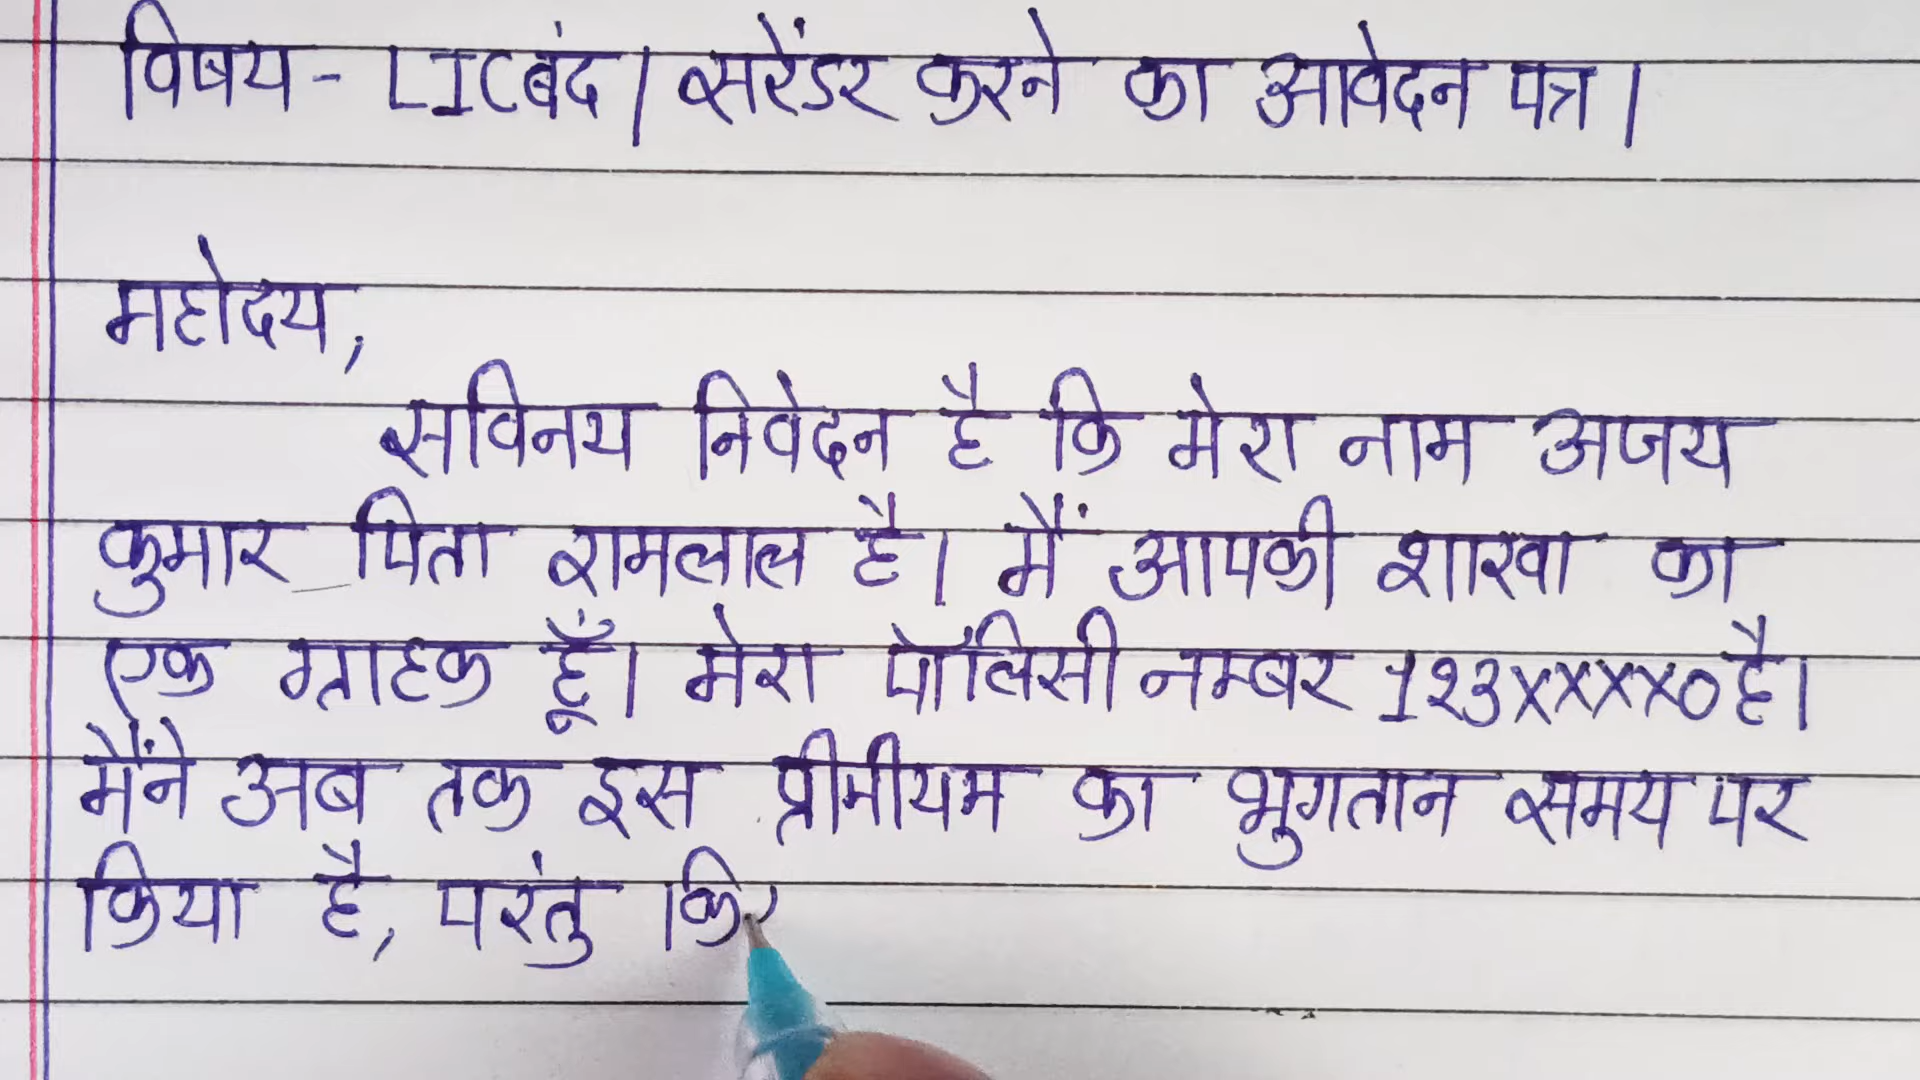 विषय - LICबंद/सरेंडर करने का आवेदन पत्र।
महोदय,
सविनय निवेदन है कि मेरा नाम अजय
कुमार पिता रामलाल है। मैं आपकी शाखा का
एक ग्राहक हूँ। मेरा पॉलिसी नम्बर 123XXXX0 है।
मैंने अब तक इस प्रीमीयम का भुगतान समय पर
किया है, परंतु